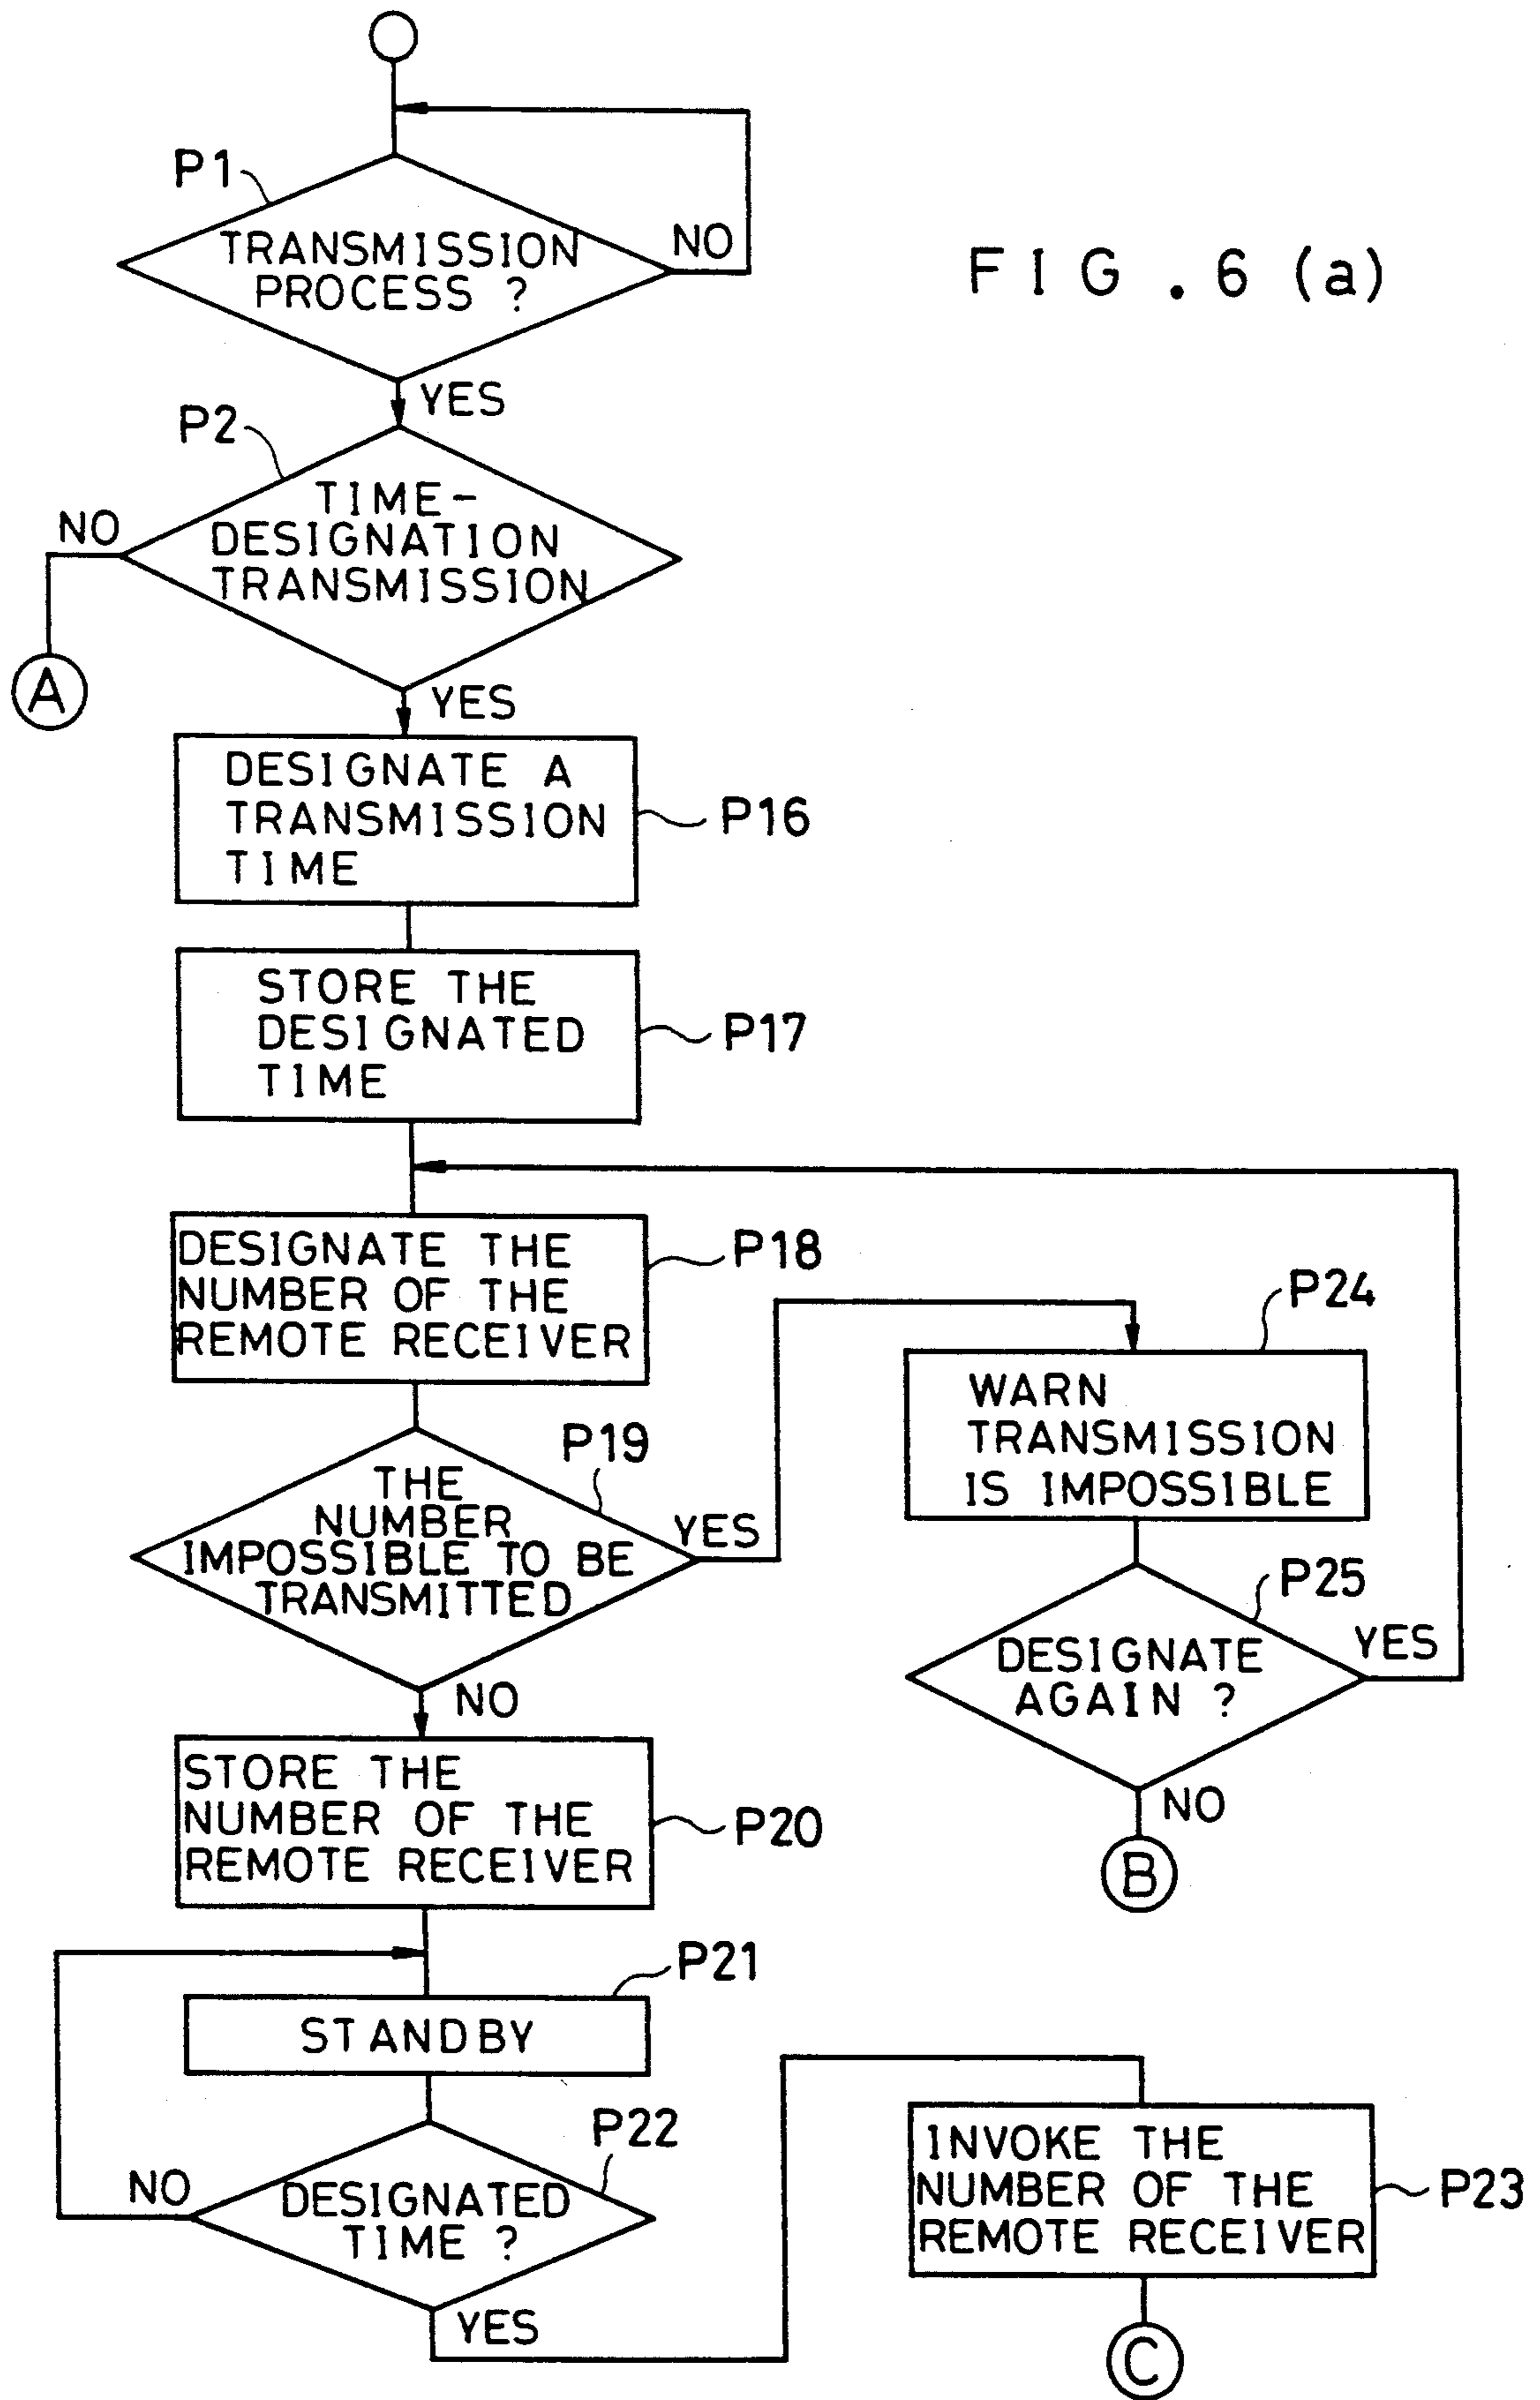 P1
TRANSMISSION
PROCESS ?
NO
FIG. 6 (a)
YES
P2
TIME-
DESIGNATION
TRANSMISSION
NO
A
YES
DESIGNATE A
TRANSMISSION
TIME
P16
STORE THE
DESIGNATED
TIME
P17
DESIGNATE THE
NUMBER OF THE
REMOTE RECEIVER
P18
P19
THE
NUMBER
IMPOSSIBLE TO BE
TRANSMITTED
YES
P24
WARN
TRANSMISSION
IS IMPOSSIBLE
P25
DESIGNATE
AGAIN ?
YES
NO
B
NO
STORE THE
NUMBER OF THE
REMOTE RECEIVER
P20
P21
STANDBY
P22
DESIGNATED
TIME ?
NO
YES
INVOKE THE
NUMBER OF THE
REMOTE RECEIVER
P23
C